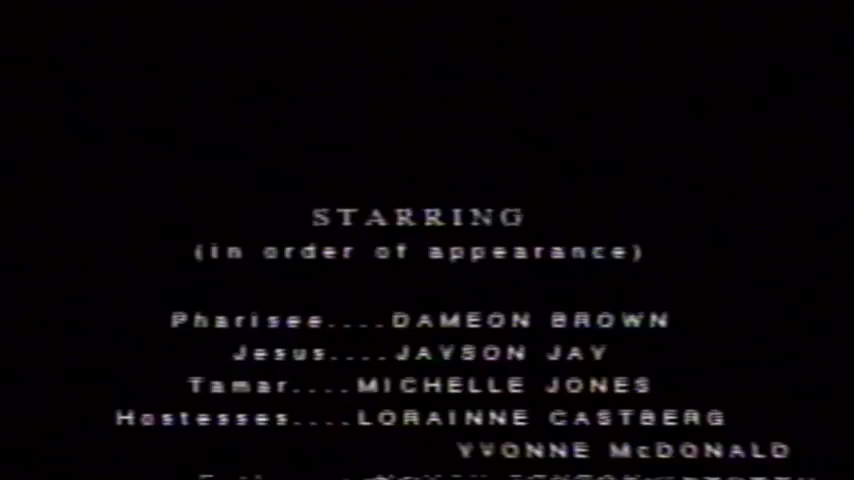 STARRING
(in order of appearance)
Pharisee....DAMEON BROWN
Jesus....JAYSON JAY
Tamar....MICHELLE JONES
Hostesses....LORAINNE CASTBERG
YVONNE McDONALD